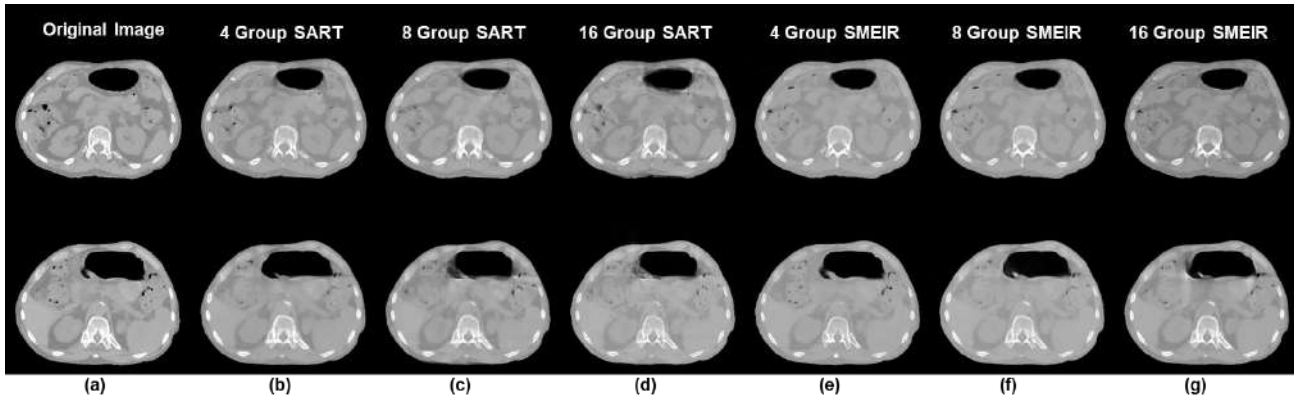 Original Image 4 Group SART 8 Group SART 16 Group SART 4 Group SMEIR 8 Group SMEIR 16 Group SMEIR
(a) (b) (c) (d) (e) (f) (g)